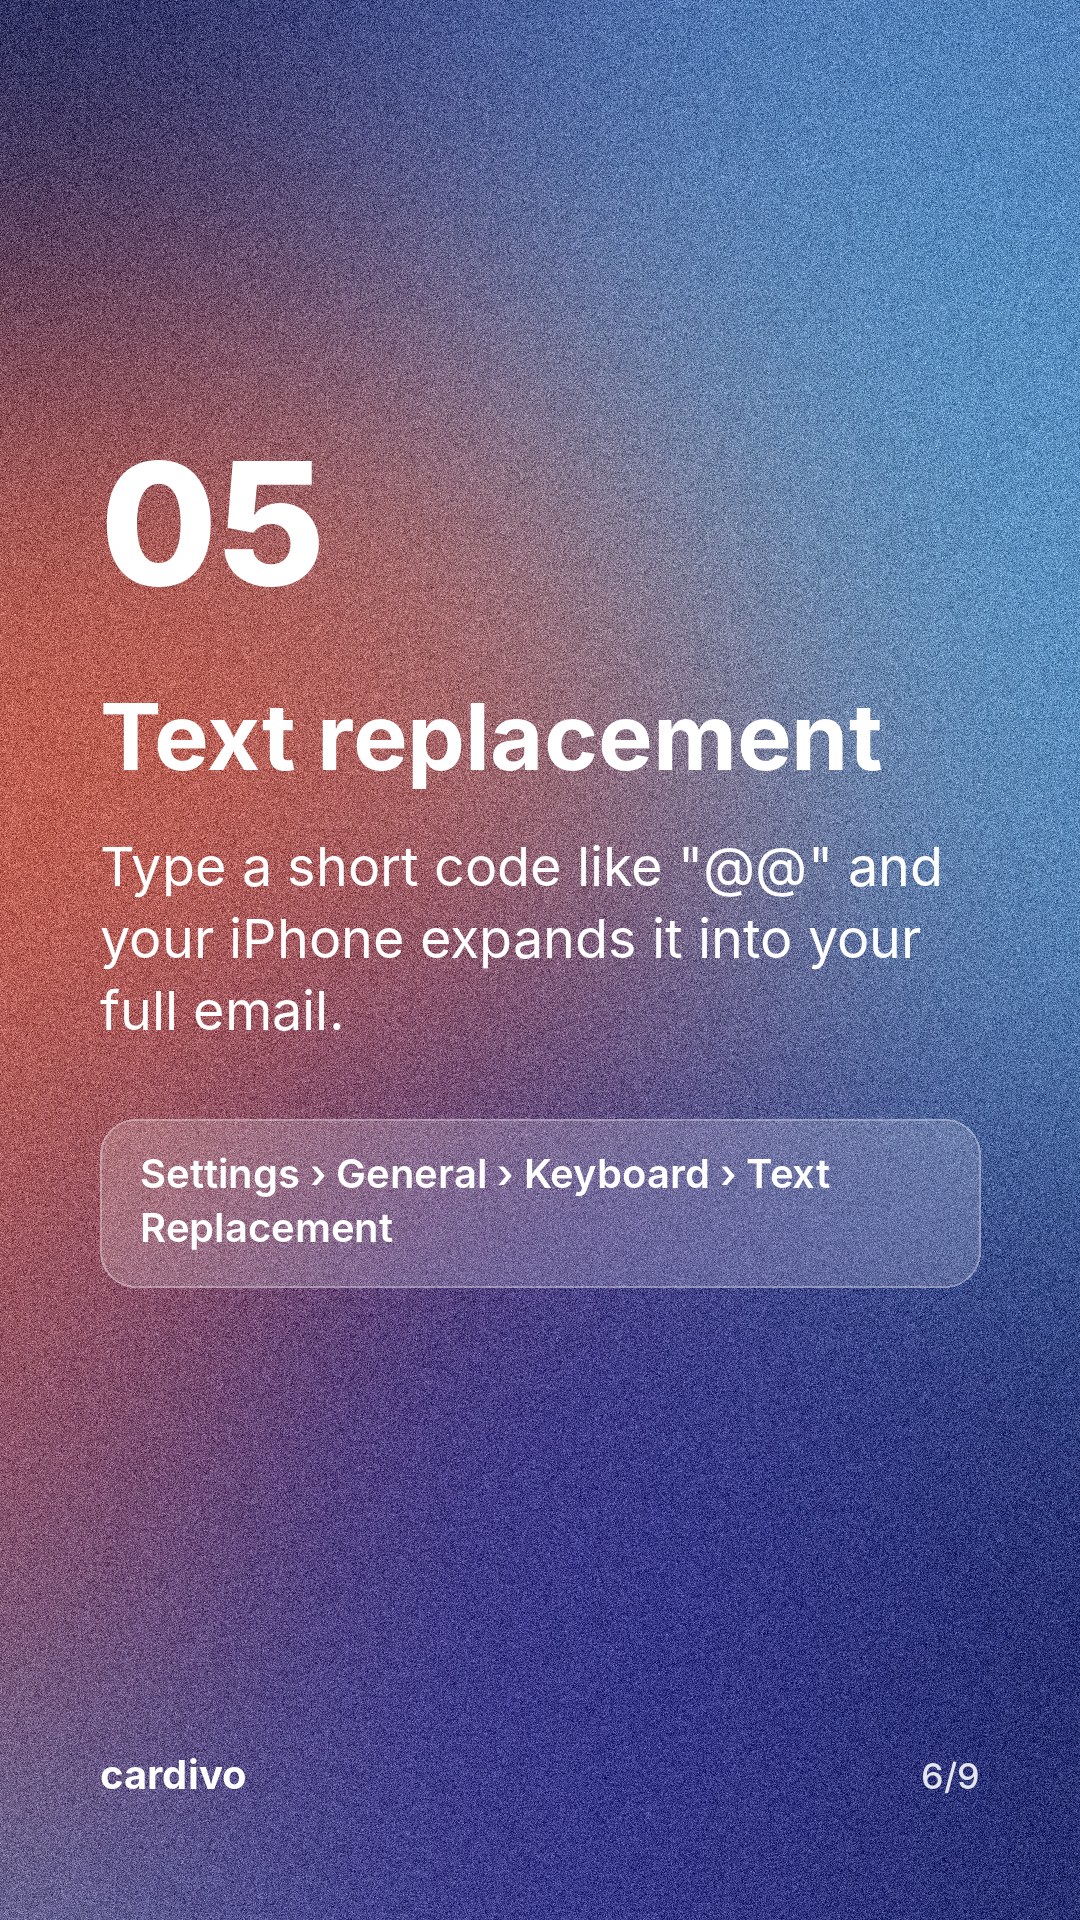 05
Text replacement
Type a short code like "@@" and
your iPhone expands it into your
full email.
Settings › General › Keyboard › Text
Replacement
cardivo
6/9